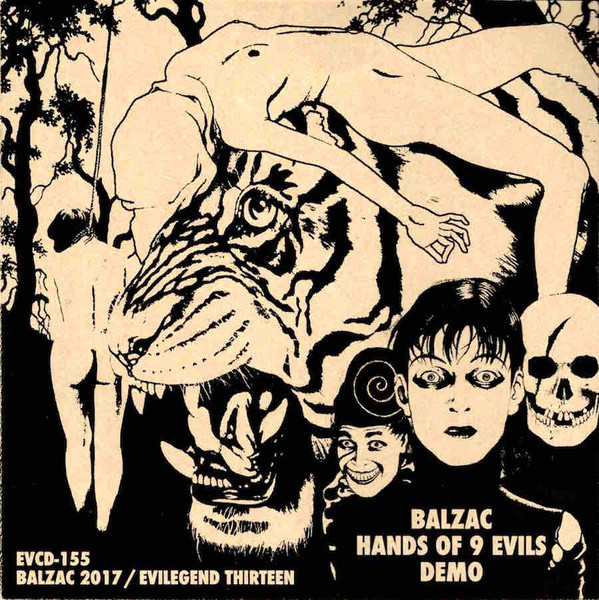 BALZAC
HANDS OF 9 EVILS
DEMO
EVCD-155
BALZAC 2017 / EVILEGEND THIRTEEN